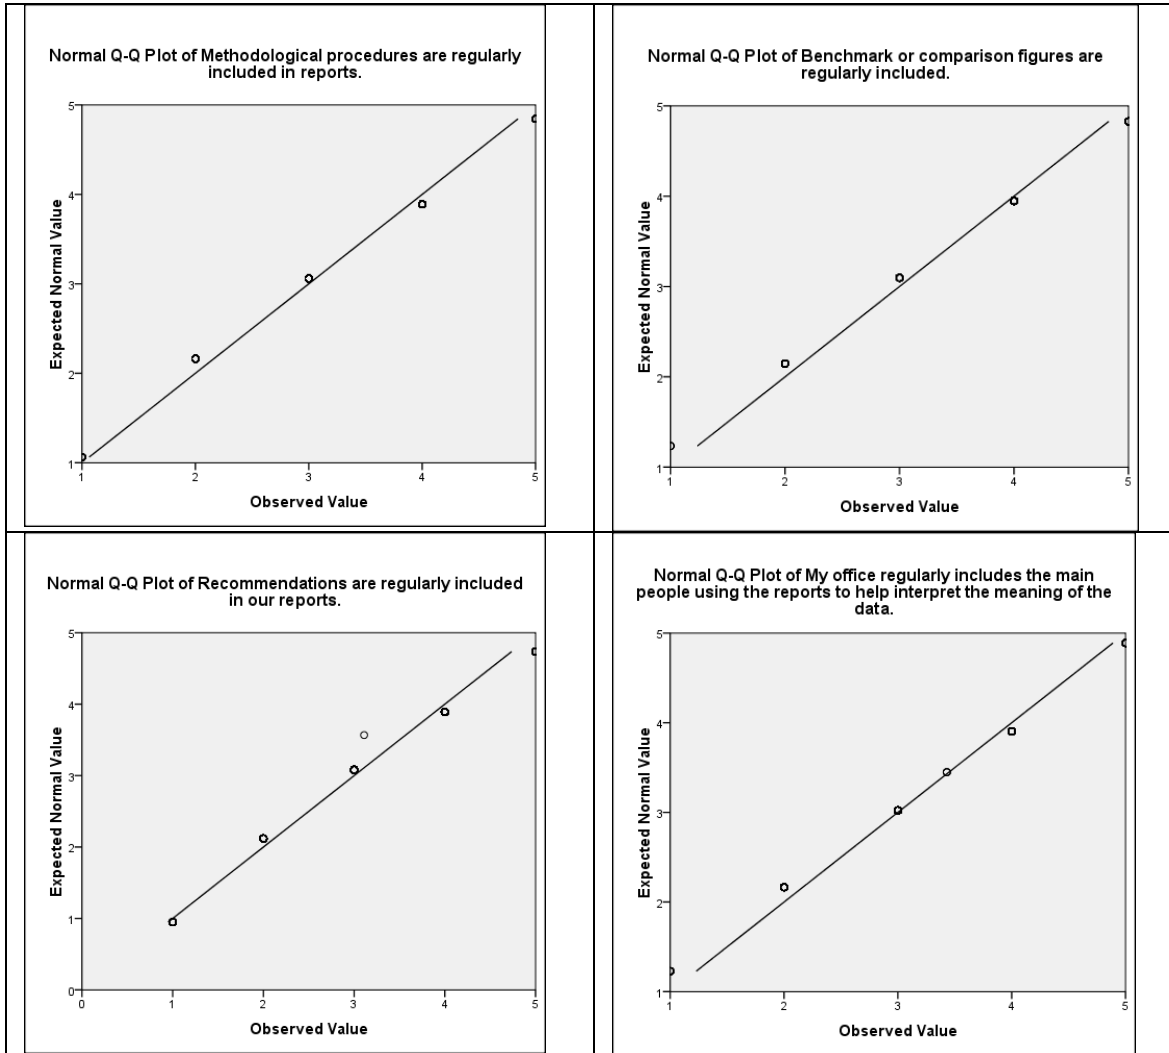 Normal Q-Q Plot of Methodological procedures are regularly
included in reports.
5
4
3
2
1
Expected Normal Value
1 2 3 4 5
Observed Value
Normal Q-Q Plot of Benchmark or comparison figures are
regularly included.
5
4
3
2
1
Expected Normal Value
1 2 3 4 5
Observed Value
Normal Q-Q Plot of Recommendations are regularly included
in our reports.
5
4
3
2
1
0
Expected Normal Value
0 1 2 3 4 5
Observed Value
Normal Q-Q Plot of My office regularly includes the main
people using the reports to help interpret the meaning of the
data.
5
4
3
2
1
Expected Normal Value
1 2 3 4 5
Observed Value